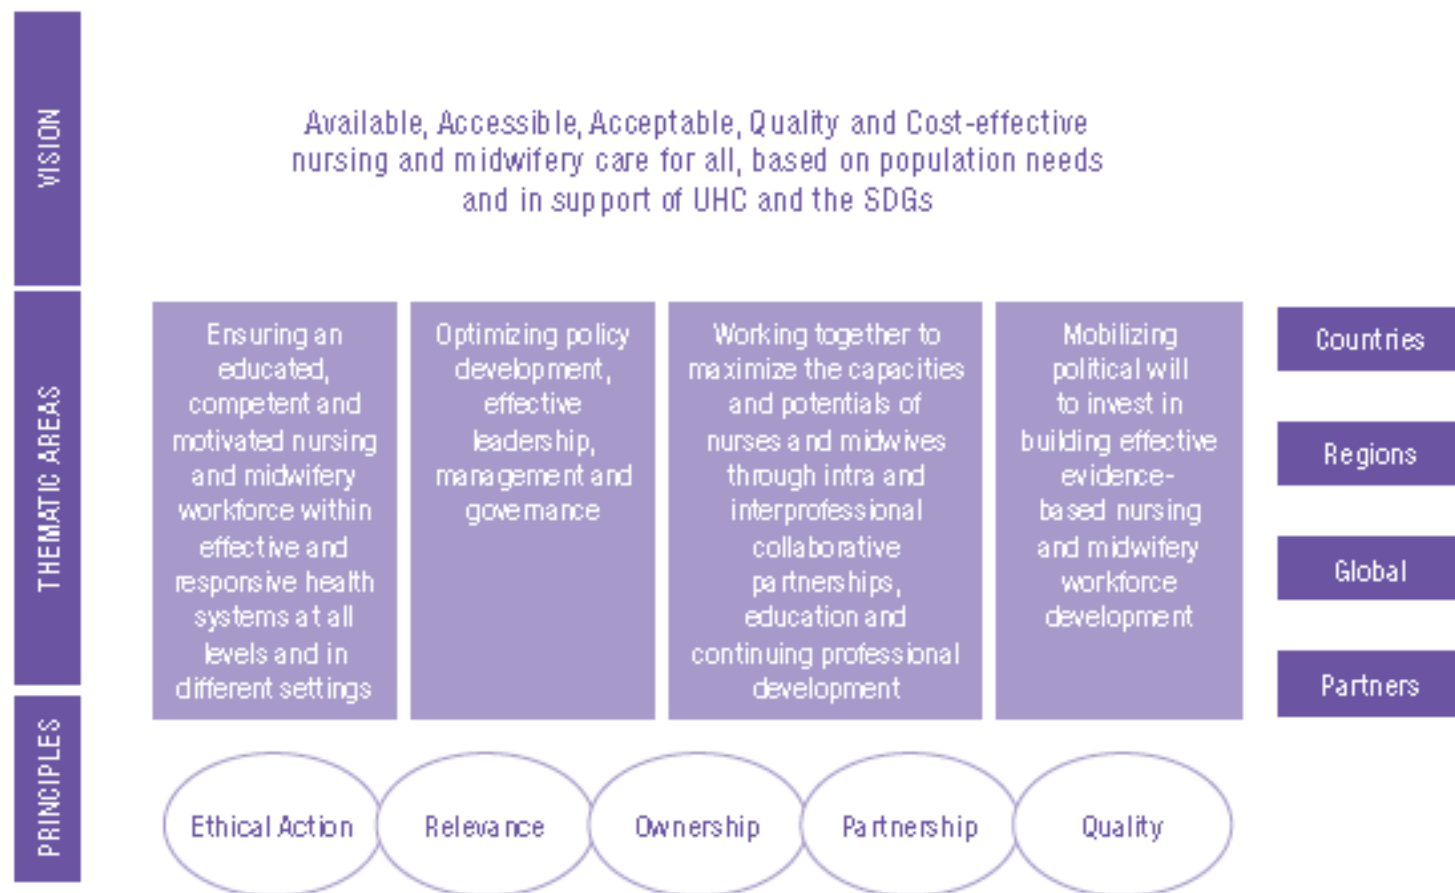 VISION
Available, Accessible, Acceptable, Quality and Cost-effective
nursing and midwifery care for all, based on population needs
and in support of UHC and the SDGs
THEMATIC AREAS
Ensuring an
educated,
competent and
motivated nursing
and midwifery
workforce within
effective and
responsive health
systems at all
levels and in
different settings
Optimizing policy
development,
effective
leadership,
management and
governance
Working together to
maximize the capacities
and potentials of
nurses and midwives
through intra and
interprofessional
collaborative
partnerships,
education and
continuing professional
development
Mobilizing
political will
to invest in
building effective
evidence-
based nursing
and midwifery
workforce
development
Countries
Regions
Global
Partners
PRINCIPLES
Ethical Action
Relevance
Ownership
Partnership
Quality